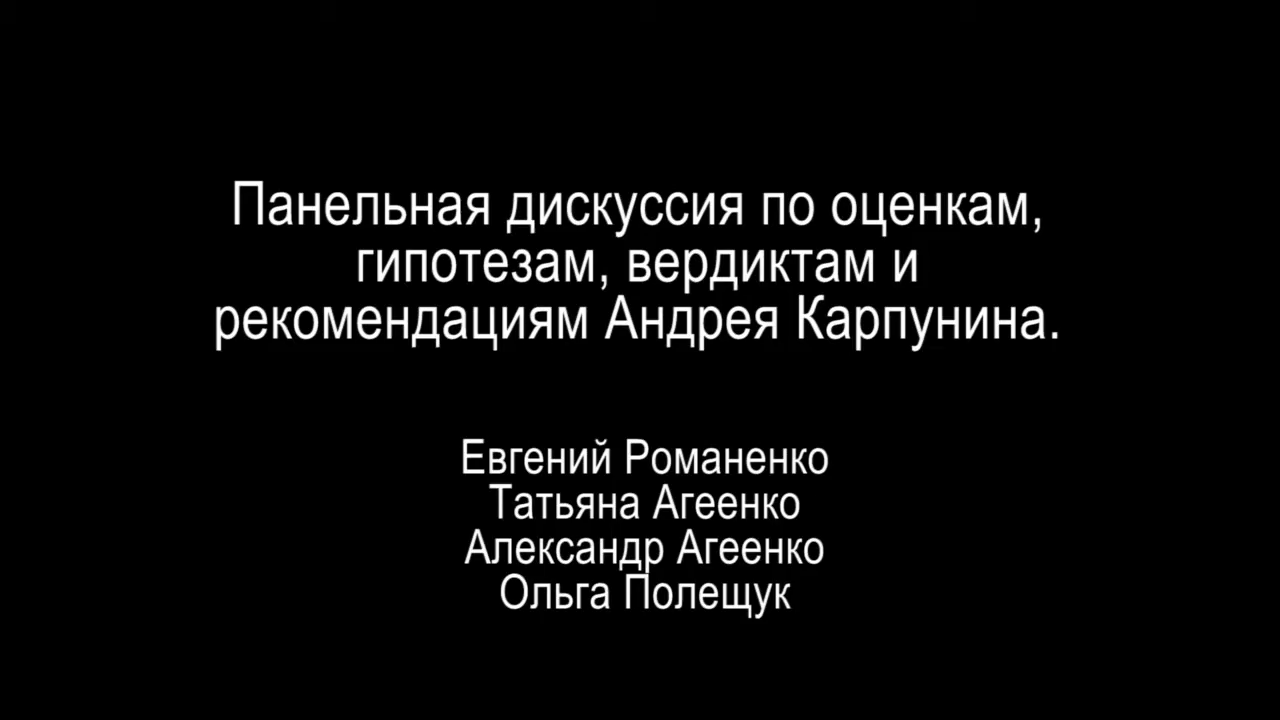 Панельная дискуссия по оценкам,
гипотезам, вердиктам и
рекомендациям Андрея Карпунина.
Евгений Романенко
Татьяна Агеенко
Александр Агеенко
Ольга Полещук